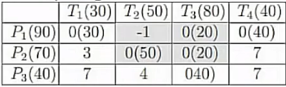 T₁(30) T₂(50) T₃(80) T₄(40)
P₁(90) 0(30) -1 0(20) 0(40)
P₂(70) 3 0(50) 0(20) 7
P₃(40) 7 4 040) 7